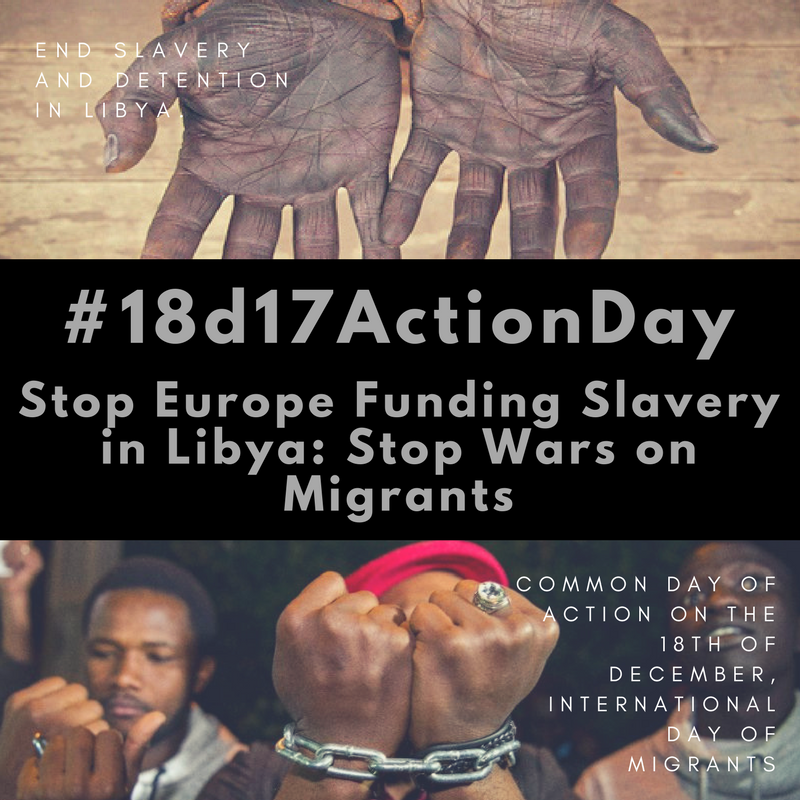 END SLAVERY
AND DETENTION
IN LIBYA.
#18d17ActionDay
Stop Europe Funding Slavery
in Libya: Stop Wars on
Migrants
COMMON DAY OF
ACTION ON THE
18TH OF
DECEMBER,
INTERNATIONAL
DAY OF
MIGRANTS